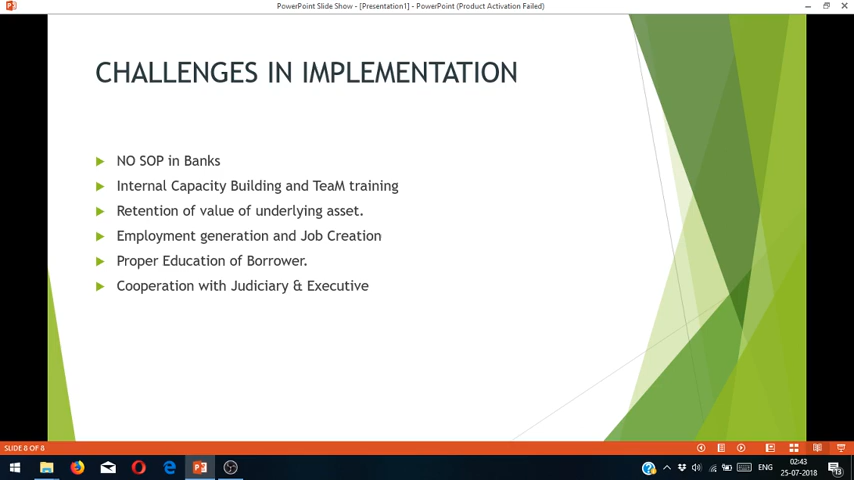 PowerPoint Slide Show - [Presentation1] - PowerPoint (Product Activation Failed)
CHALLENGES IN IMPLEMENTATION
NO SOP in Banks
Internal Capacity Building and TeaM training
Retention of value of underlying asset.
Employment generation and Job Creation
Proper Education of Borrower.
Cooperation with Judiciary & Executive
SLIDE 8 OF 8
ENG
02:43
25-07-2018
13